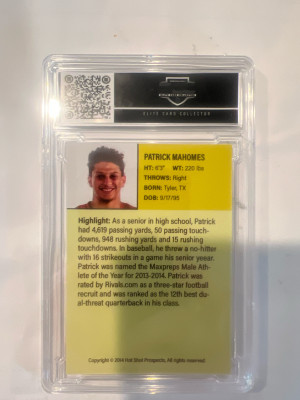 ELITE CARD COLLECTOR
PATRICK MAHOMES
HT: 6'3" WT: 220 lbs
THROWS: Right
BORN: Tyler, TX
DOB: 9/17/95
Highlight: As a senior in high school, Patrick
had 4,619 passing yards, 50 passing touch-
downs, 948 rushing yards and 15 rushing
touchdowns. In baseball, he throw a no-hitter
with 16 strikeouts in a game his senior yeear.
Patrick was named the Maxpreps Male Ath-
lete of the Year for 2013-2014. Patrick was
rated by Rivals.com as a three-star football
recruit and was ranked as the 12th best du-
al-threat quarterback in his class.
Copyright © 2014 Hot Shot Prospects. All rights reserved.